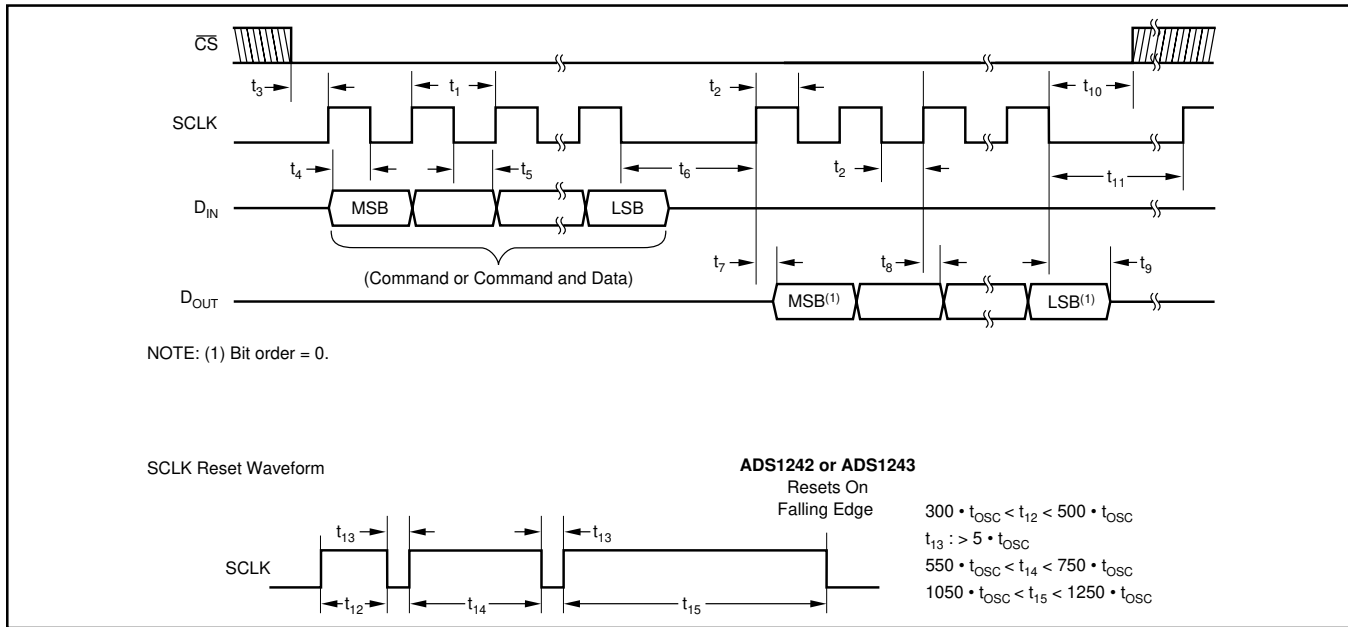 CS
t3 t1 t2 t10
SCLK
t4 t5 t6 t2 t11
DIN MSB LSB
(Command or Command and Data)
t7 t8 t9
DOUT MSB(1) LSB(1)
NOTE: (1) Bit order = 0.
SCLK Reset Waveform
ADS1242 or ADS1243
Resets On
Falling Edge
300 • tOSC < t12 < 500 • tOSC
t13 : > 5 • tOSC
550 • tOSC < t14 < 750 • tOSC
1050 • tOSC < t15 < 1250 • tOSC
t13 t13
SCLK
t12 t14 t15